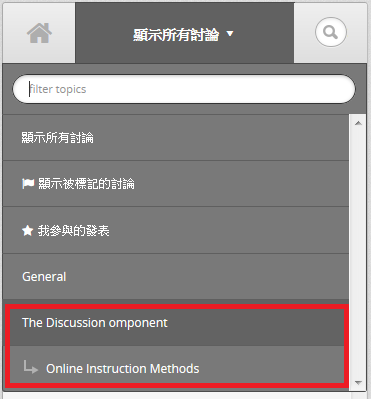 顯示所有討論
filter topics
顯示所有討論
顯示被標記的討論
我參與的發表
General
The Discussion omponent
Online Instruction Methods